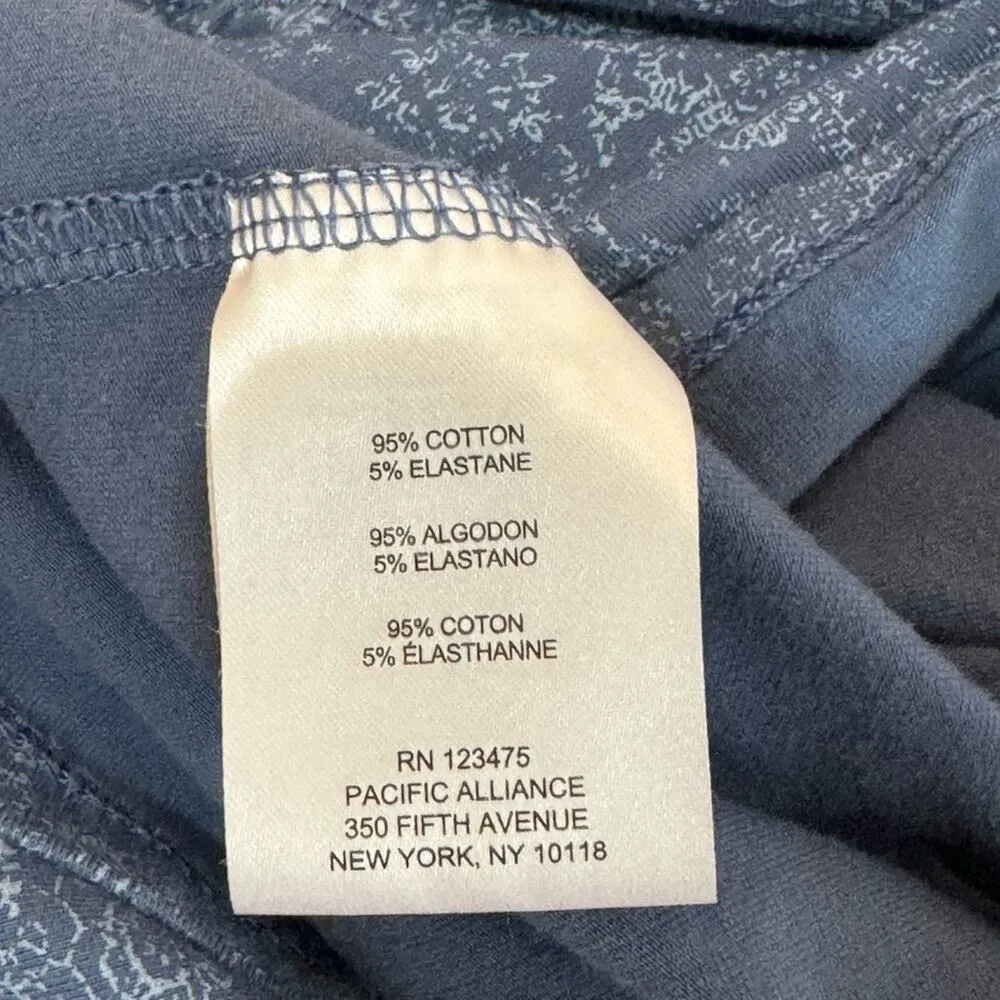 95% COTTON
5% ELASTANE
95% ALGODON
5% ELASTANO
95% COTON
5% ÉLASTHANNE
RN 123475
PACIFIC ALLIANCE
350 FIFTH AVENUE
NEW YORK, NY 10118